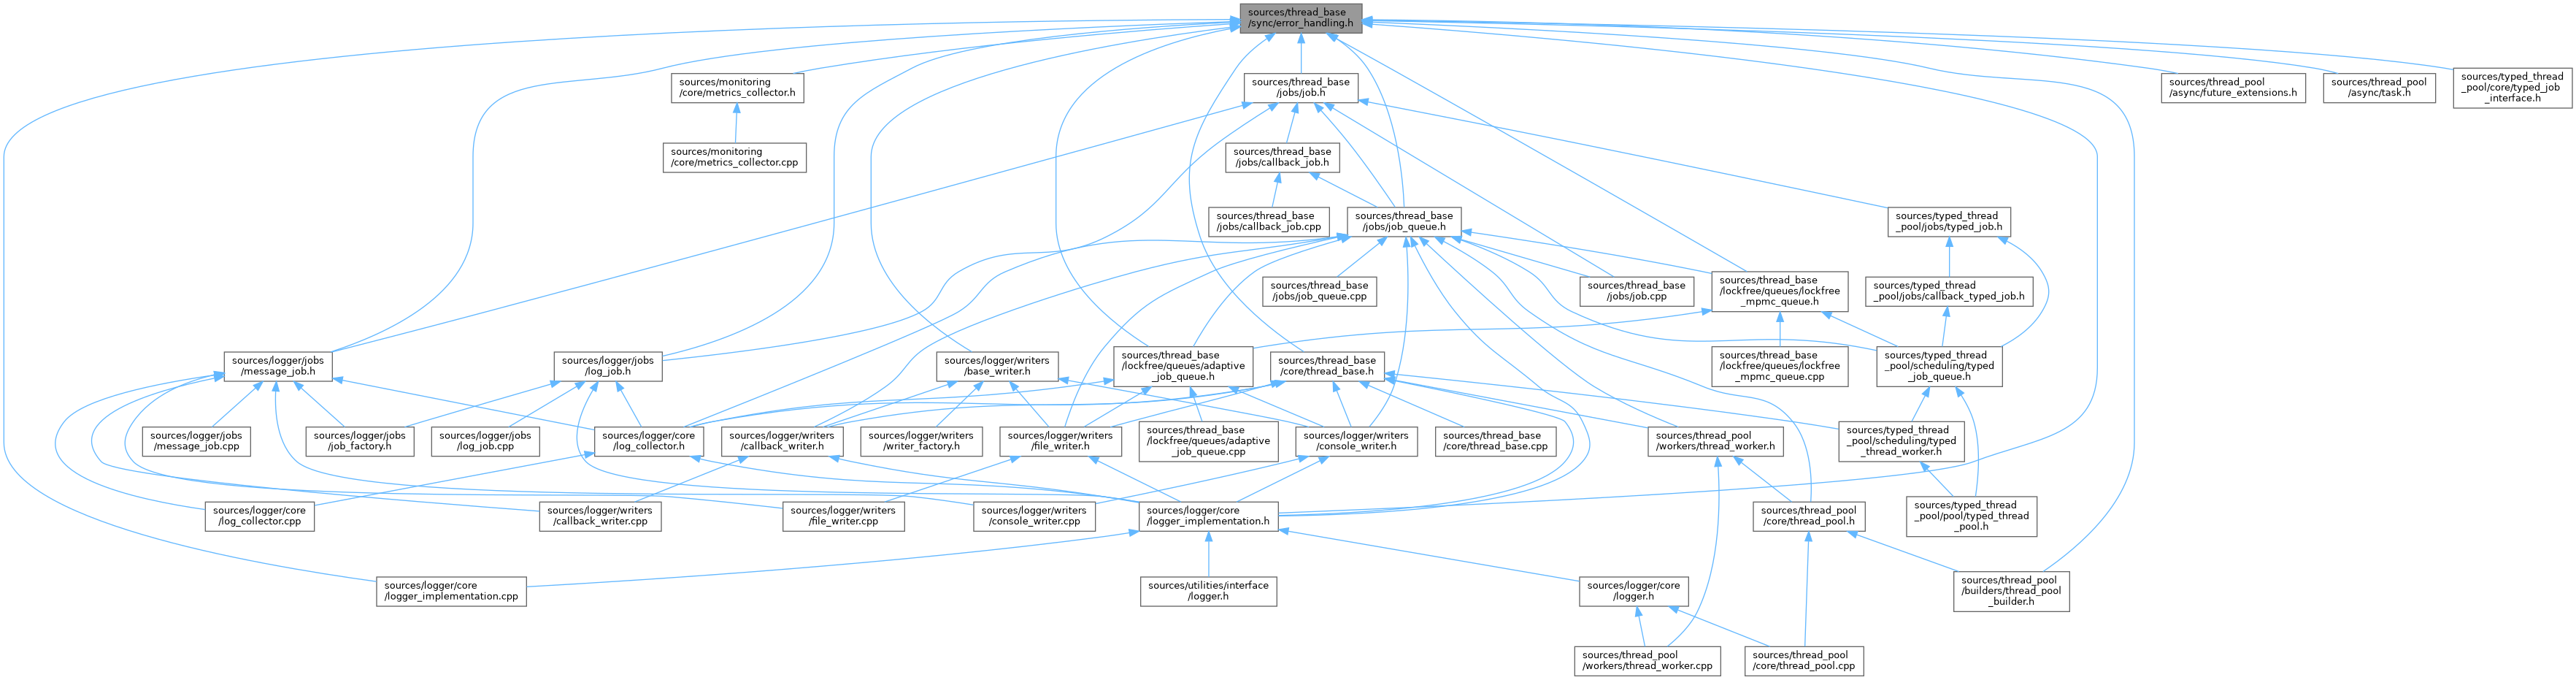 sources/thread_base
/sync/error_handling.h
sources/monitoring
/core/metrics_collector.h
sources/thread_base
/jobs/job.h
sources/thread_pool
/async/future_extensions.h
sources/thread_pool
/async/task.h
sources/typed_thread
_pool/core/typed_job
_interface.h
sources/monitoring
/core/metrics_collector.cpp
sources/thread_base
/jobs/callback_job.h
sources/thread_base
/jobs/callback_job.cpp
sources/thread_base
/jobs/job_queue.h
sources/typed_thread
_pool/jobs/typed_job.h
sources/thread_base
/jobs/job_queue.cpp
sources/thread_base
/jobs/job.cpp
sources/thread_base
/lockfree/queues/lockfree
_mpmc_queue.h
sources/typed_thread
_pool/jobs/callback_typed_job.h
sources/logger/jobs
/message_job.h
sources/logger/jobs
/log_job.h
sources/logger/writers
/base_writer.h
sources/thread_base
/lockfree/queues/adaptive
_job_queue.h
sources/thread_base
/core/thread_base.h
sources/thread_base
/lockfree/queues/lockfree
_mpmc_queue.cpp
sources/typed_thread
_pool/scheduling/typed
_job_queue.h
sources/logger/jobs
/message_job.cpp
sources/logger/jobs
/job_factory.h
sources/logger/jobs
/log_job.cpp
sources/logger/core
/log_collector.h
sources/logger/writers
/callback_writer.h
sources/logger/writers
/writer_factory.h
sources/logger/writers
/file_writer.h
sources/thread_base
/lockfree/queues/adaptive
_job_queue.cpp
sources/logger/writers
/console_writer.h
sources/thread_base
/core/thread_base.cpp
sources/thread_pool
/workers/thread_worker.h
sources/typed_thread
_pool/scheduling/typed
_thread_worker.h
sources/logger/core
/log_collector.cpp
sources/logger/writers
/callback_writer.cpp
sources/logger/writers
/file_writer.cpp
sources/logger/writers
/console_writer.cpp
sources/logger/core
/logger_implementation.h
sources/thread_pool
/core/thread_pool.h
sources/typed_thread
_pool/pool/typed_thread
_pool.h
sources/logger/core
/logger_implementation.cpp
sources/utilities/interface
/logger.h
sources/logger/core
/logger.h
sources/thread_pool
/builders/thread_pool
_builder.h
sources/thread_pool
/workers/thread_worker.cpp
sources/thread_pool
/core/thread_pool.cpp